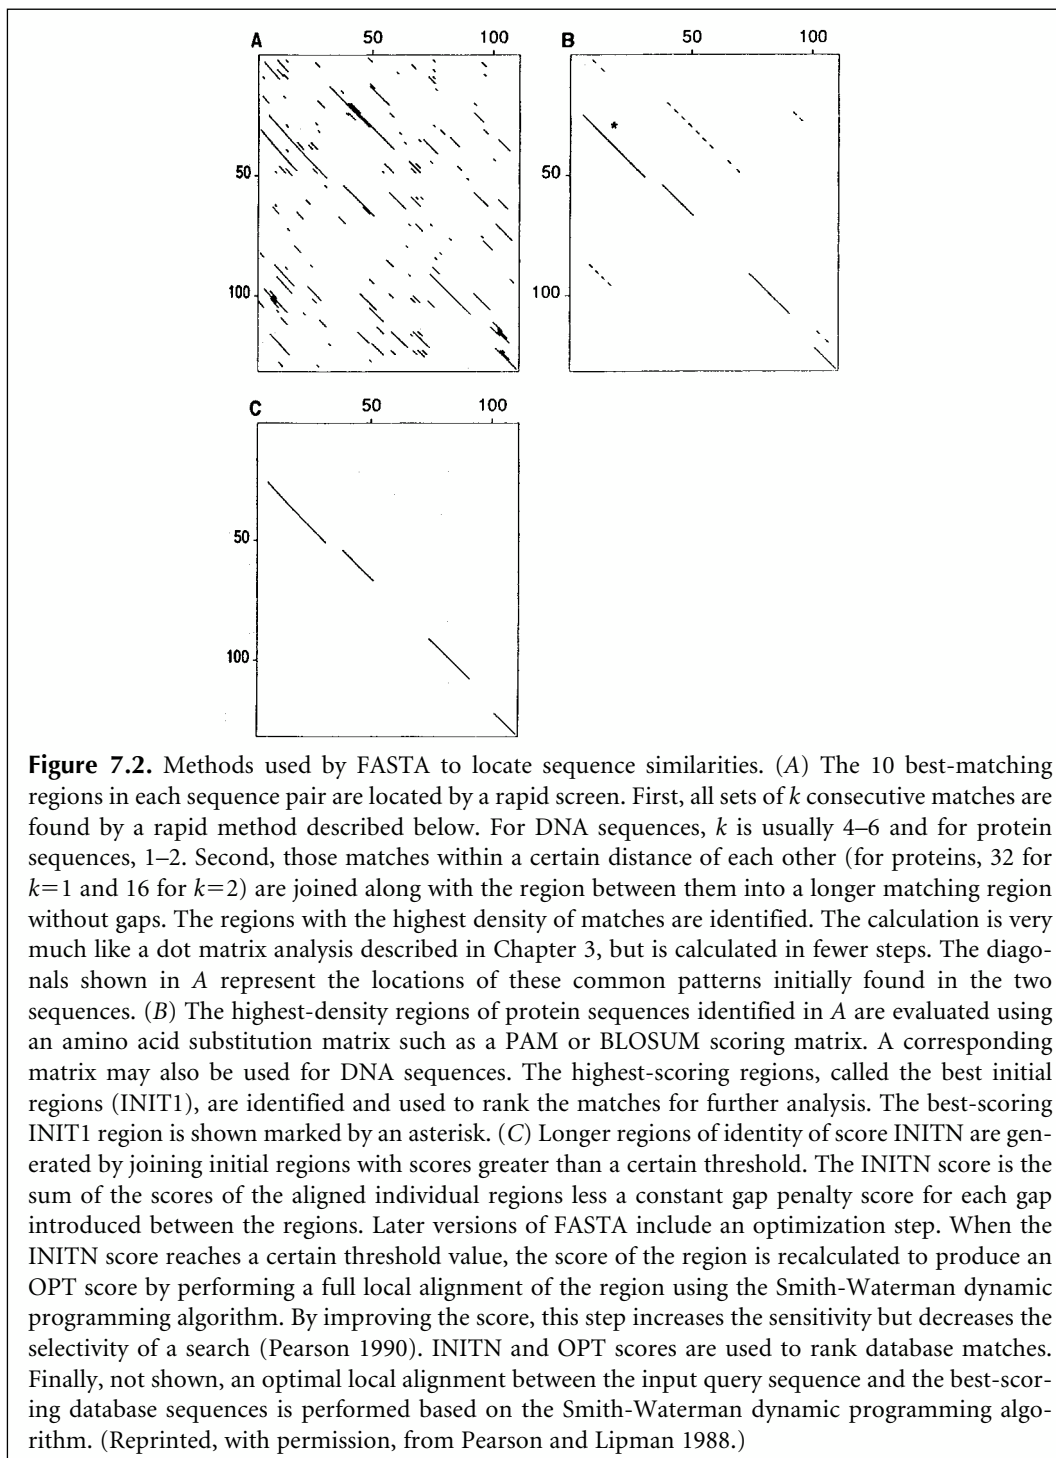 A 50 100 B 50 100
50 50
100 100
*
C 50 100
50
100
Figure 7.2. Methods used by FASTA to locate sequence similarities. (A) The 10 best-matching
regions in each sequence pair are located by a rapid screen. First, all sets of k consecutive matches are
found by a rapid method described below. For DNA sequences, k is usually 4–6 and for protein
sequences, 1–2. Second, those matches within a certain distance of each other (for proteins, 32 for
k=1 and 16 for k=2) are joined along with the region between them into a longer matching region
without gaps. The regions with the highest density of matches are identified. The calculation is very
much like a dot matrix analysis described in Chapter 3, but is calculated in fewer steps. The diago-
nals shown in A represent the locations of these common patterns initially found in the two
sequences. (B) The highest-density regions of protein sequences identified in A are evaluated using
an amino acid substitution matrix such as a PAM or BLOSUM scoring matrix. A corresponding
matrix may also be used for DNA sequences. The highest-scoring regions, called the best initial
regions (INIT1), are identified and used to rank the matches for further analysis. The best-scoring
INIT1 region is shown marked by an asterisk. (C) Longer regions of identity of score INITN are gen-
erated by joining initial regions with scores greater than a certain threshold. The INITN score is the
sum of the scores of the aligned individual regions less a constant gap penalty score for each gap
introduced between the regions. Later versions of FASTA include an optimization step. When the
INITN score reaches a certain threshold value, the score of the region is recalculated to produce an
OPT score by performing a full local alignment of the region using the Smith-Waterman dynamic
programming algorithm. By improving the score, this step increases the sensitivity but decreases the
selectivity of a search (Pearson 1990). INITN and OPT scores are used to rank database matches.
Finally, not shown, an optimal local alignment between the input query sequence and the best-scor-
ing database sequences is performed based on the Smith-Waterman dynamic programming algo-
rithm. (Reprinted, with permission, from Pearson and Lipman 1988.)